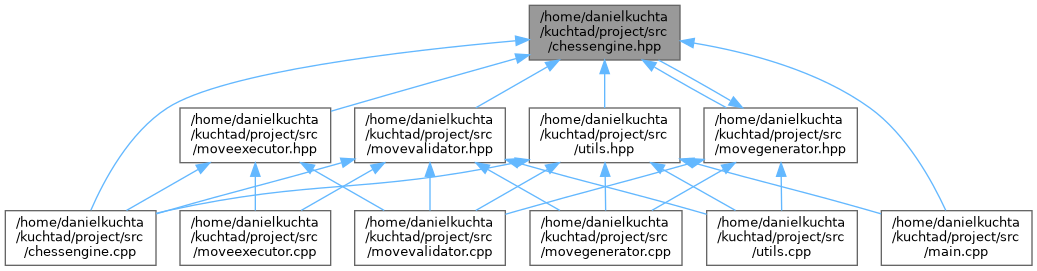 /home/danielkuchta
/kuchtad/project/src
/chessengine.hpp
/home/danielkuchta
/kuchtad/project/src
/moveexecutor.hpp
/home/danielkuchta
/kuchtad/project/src
/movevalidator.hpp
/home/danielkuchta
/kuchtad/project/src
/utils.hpp
/home/danielkuchta
/kuchtad/project/src
/movegenerator.hpp
/home/danielkuchta
/kuchtad/project/src
/chessengine.cpp
/home/danielkuchta
/kuchtad/project/src
/moveexecutor.cpp
/home/danielkuchta
/kuchtad/project/src
/movevalidator.cpp
/home/danielkuchta
/kuchtad/project/src
/movegenerator.cpp
/home/danielkuchta
/kuchtad/project/src
/utils.cpp
/home/danielkuchta
/kuchtad/project/src
/main.cpp